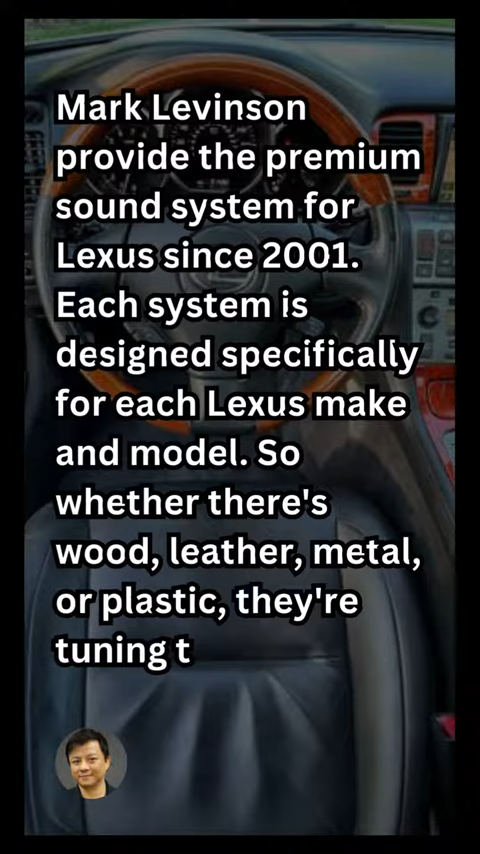 Mark Levinson
provide the premium
sound system for
Lexus since 2001.
Each system is
designed specifically
for each Lexus make
and model. So
whether there's
wood, leather, metal,
or plastic, they're
tuning t